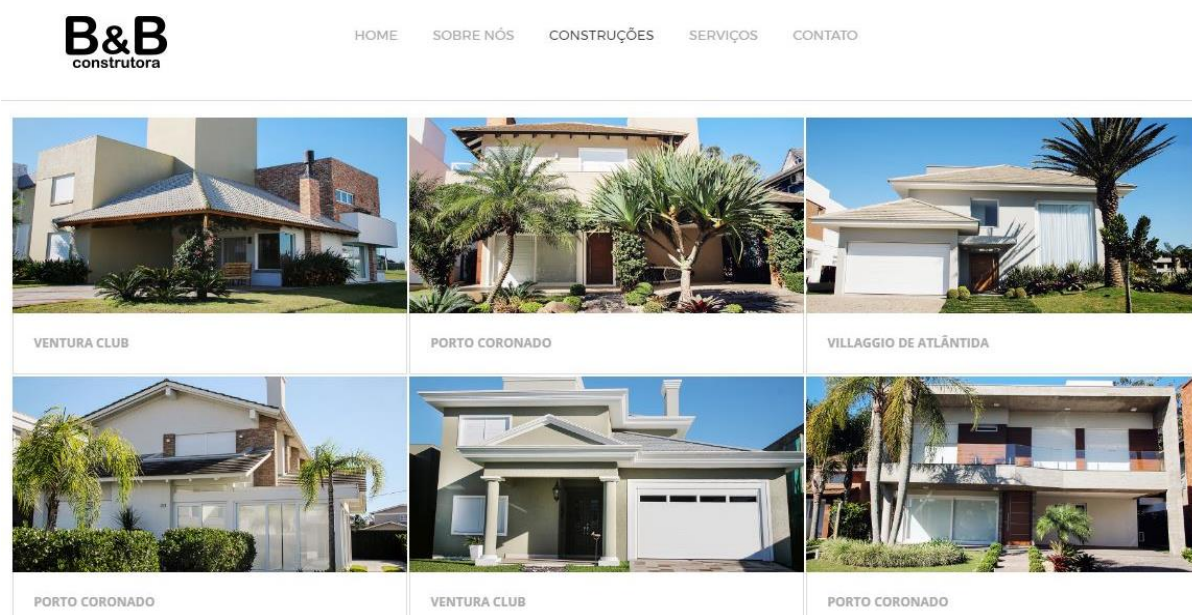 B&B
construtora
HOME SOBRE NÓS CONSTRUÇÕES SERVIÇOS CONTATO
VENTURA CLUB PORTO CORONADO VILLAGGIO DE ATLÂNTIDA
PORTO CORONADO VENTURA CLUB PORTO CORONADO